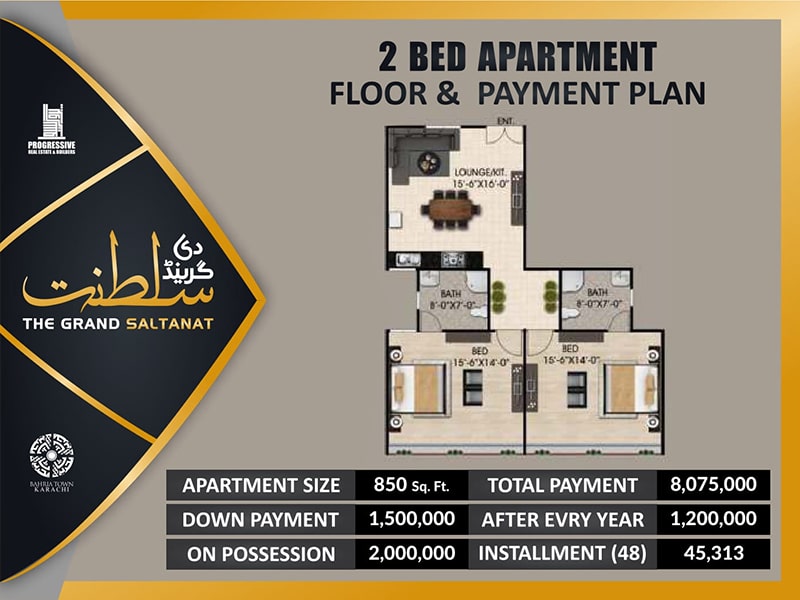 2 BED APARTMENT
FLOOR & PAYMENT PLAN
PROGRESSIVE
REAL ESTATE & BUILDERS
دی
گرینڈ
سلطنت
THE GRAND SALTANAT
BAHRIA TOWN
KARACHI
ENT.
LOUNGE/KIT.
15'-6"X16'-0"
BATH
8'-0"X7'-0"
BATH
8'-0"X7'-0"
BED
15'-6"X14'-0"
BED
15'-6"X14'-0"
APARTMENT SIZE 850 Sq. Ft. TOTAL PAYMENT 8,075,000
DOWN PAYMENT 1,500,000 AFTER EVRY YEAR 1,200,000
ON POSSESSION 2,000,000 INSTALLMENT (48) 45,313